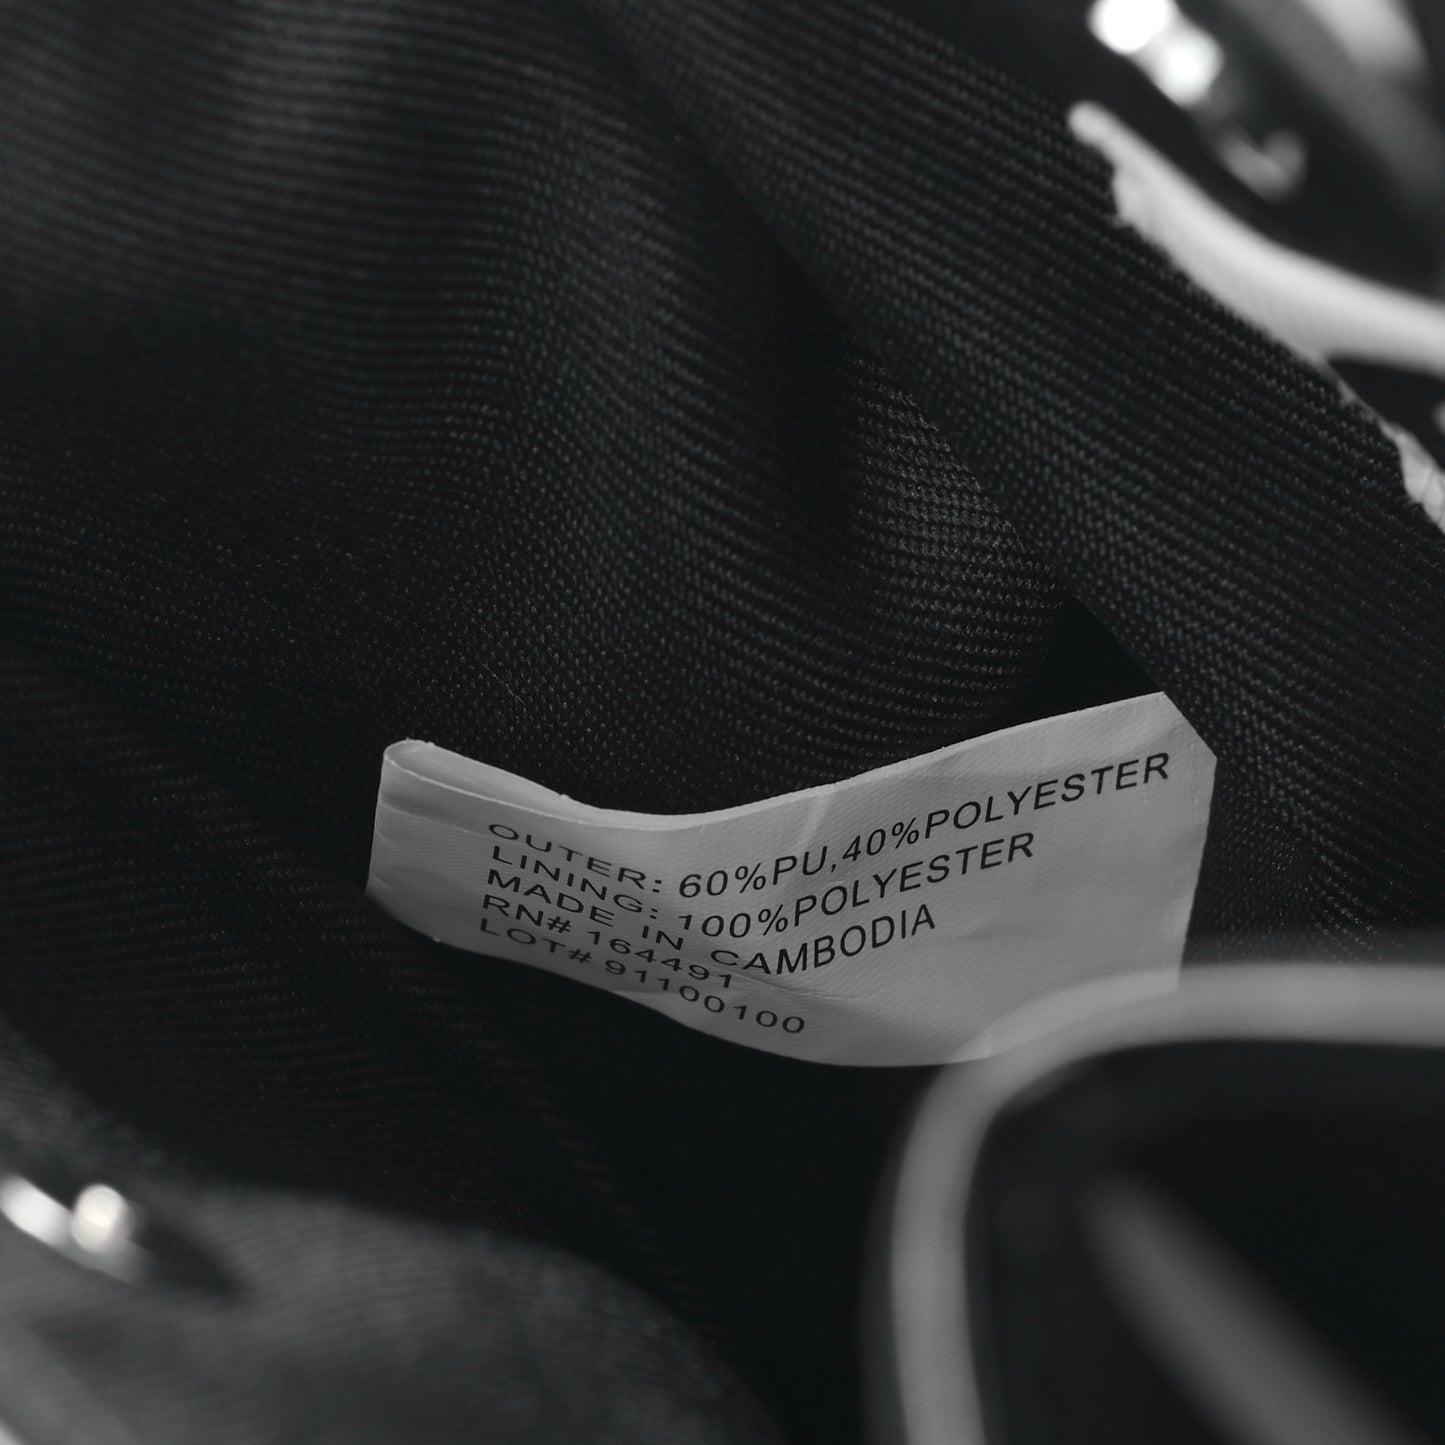 OUTER: 60%PU,40%POLYESTER
LINING: 100%POLYESTER
MADE IN CAMBODIA
RN# 164491
LOT# 91100100